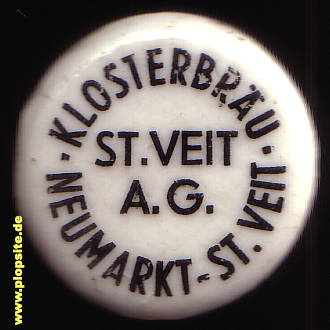 · KLOSTERBRÄU ·
ST. VEIT
A.G.
NEUMARKT-ST. VEIT
© www.plopsite.de